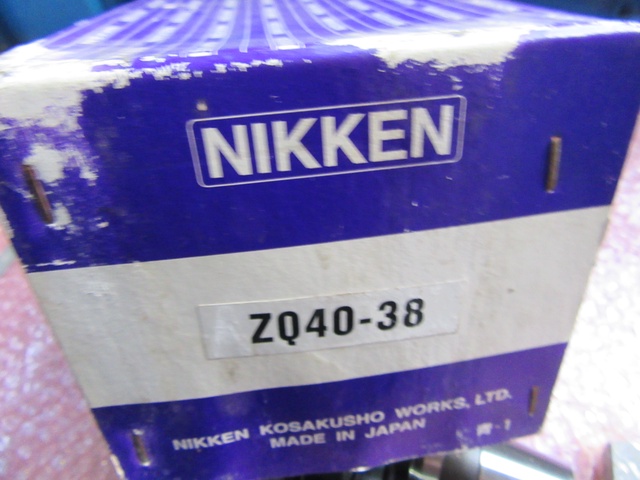 NIKKEN
ZQ40-38
NIKKEN KOSAKUSHO WORKS, LTD.
MADE IN JAPAN